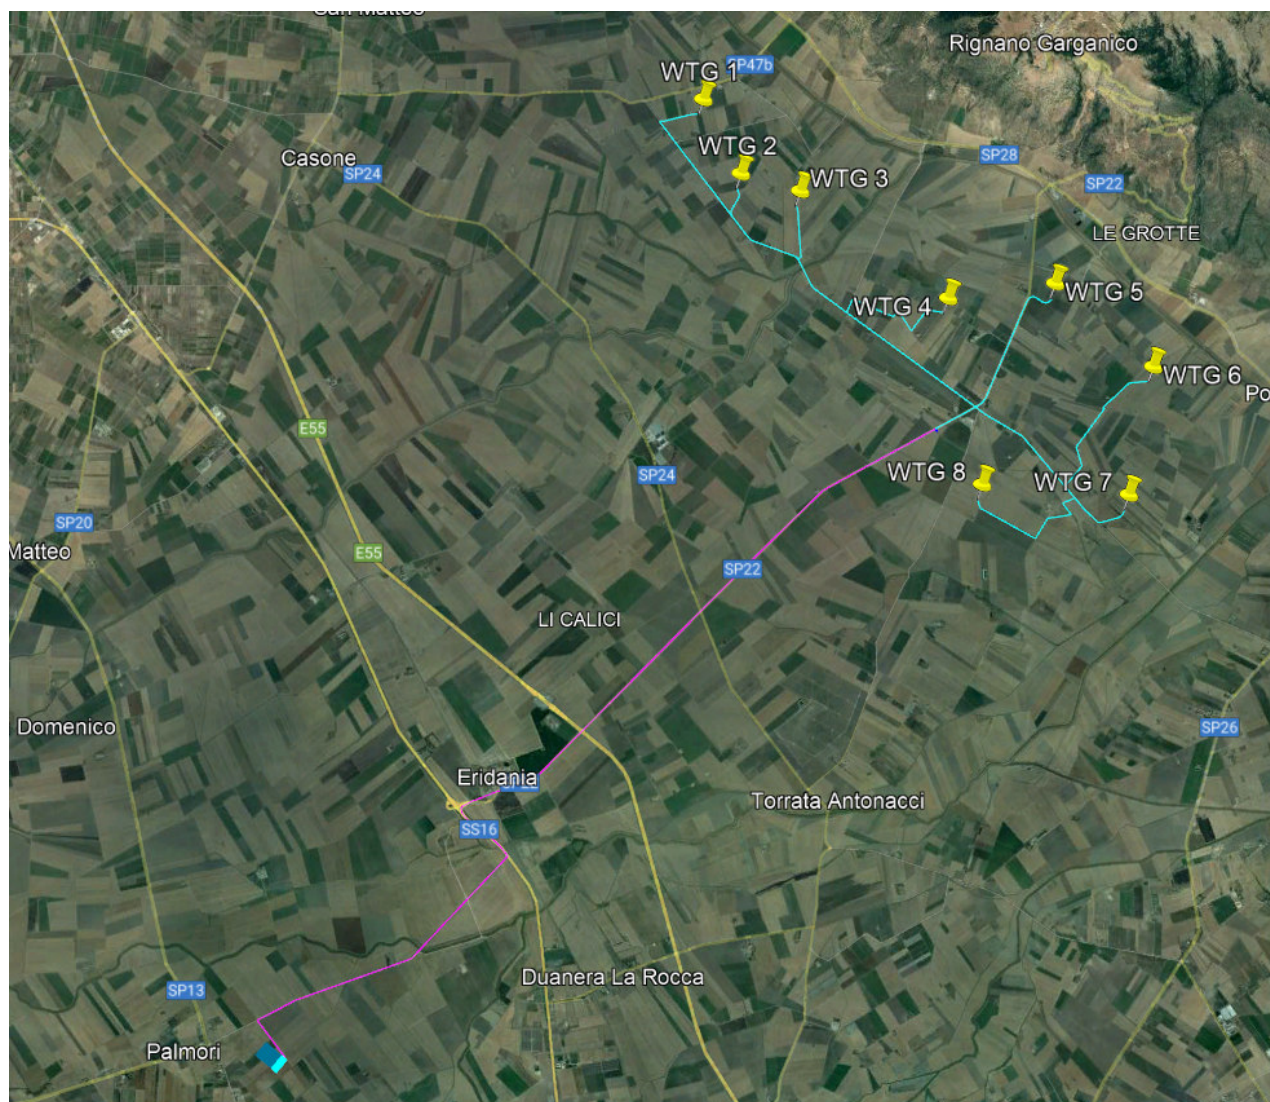 Rignano Garganico
SP47b
WTG 1
WTG 2
SP28
Casone
SP24
WTG 3
SP22
LE GROTTE
WTG 4
WTG 5
WTG 6
Po
E55
SP24
WTG 8
WTG 7
SP20
Matteo
E55
SP22
LI CALICI
Domenico
SP26
Eridania
SS16
Torrata Antonacci
Duanera La Rocca
SP13
Palmori